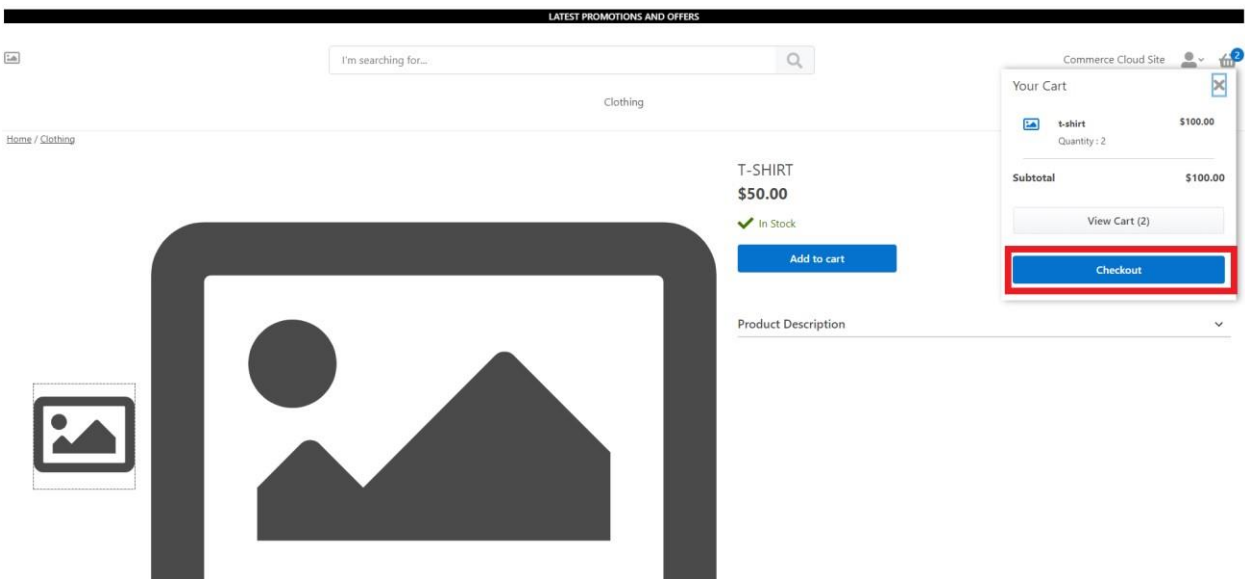 LATEST PROMOTIONS AND OFFERS
I'm searching for...
Commerce Cloud Site
2
Clothing
Home / Clothing
T-SHIRT
$50.00
In Stock
Add to cart
Product Description
Your Cart
t-shirt $100.00
Quantity : 2
Subtotal $100.00
View Cart (2)
Checkout